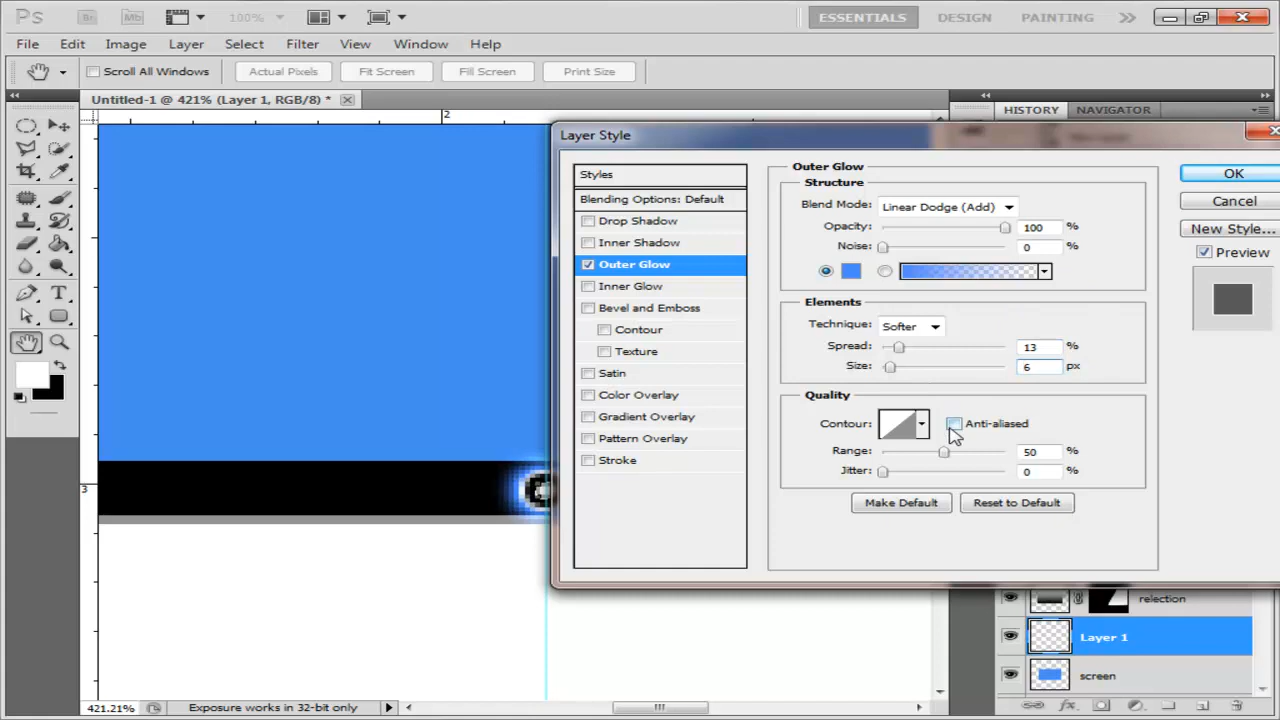 Ps Br Mb 100% ESSENTIALS DESIGN PAINTING
File Edit Image Layer Select Filter View Window Help
Scroll All Windows Actual Pixels Fit Screen Fill Screen Print Size
Untitled-1 @ 421% (Layer 1, RGB/8) *
HISTORY NAVIGATOR
2
3
Layer Style
Styles
Blending Options: Default
Drop Shadow
Inner Shadow
Outer Glow
Inner Glow
Bevel and Emboss
Contour
Texture
Satin
Color Overlay
Gradient Overlay
Pattern Overlay
Stroke
Outer Glow
Structure
Blend Mode: Linear Dodge (Add)
Opacity: 100 %
Noise: 0 %
Elements
Technique: Softer
Spread: 13 %
Size: 6 px
Quality
Contour: Anti-aliased
Range: 50 %
Jitter: 0 %
Make Default Reset to Default
OK
Cancel
New Style...
Preview
relection
Layer 1
screen
fx
421.21% Exposure works in 32-bit only